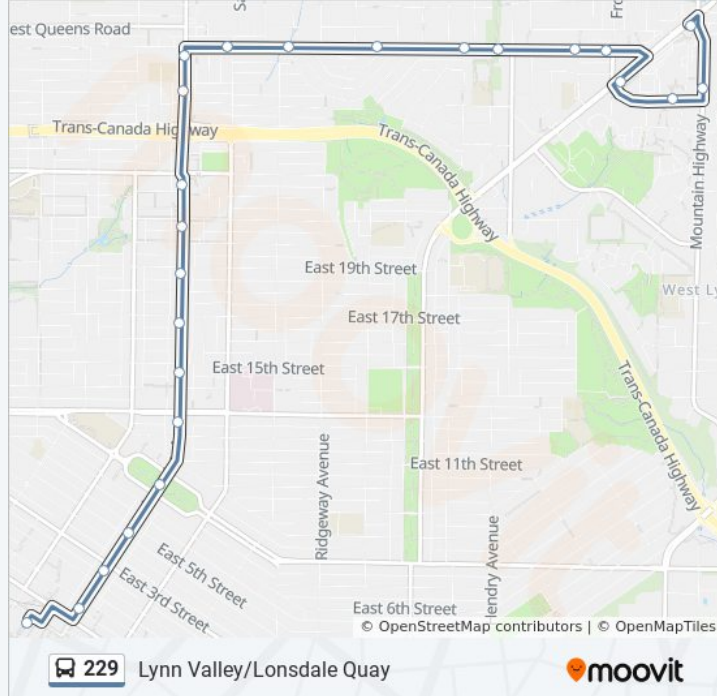 est Queens Road
Fro
Trans-Canada Highway
Trans-Canada Highway
Mountain Highway
East 19th Street
West Ly
East 17th Street
East 15th Street
Trans-Canada Highway
Ridgeway Avenue
East 11th Street
East 5th Street
East 3rd Street
lendry Avenue
East 6th Street
© OpenStreetMap contributors | © OpenMapTiles
229 Lynn Valley/Lonsdale Quay
moovit